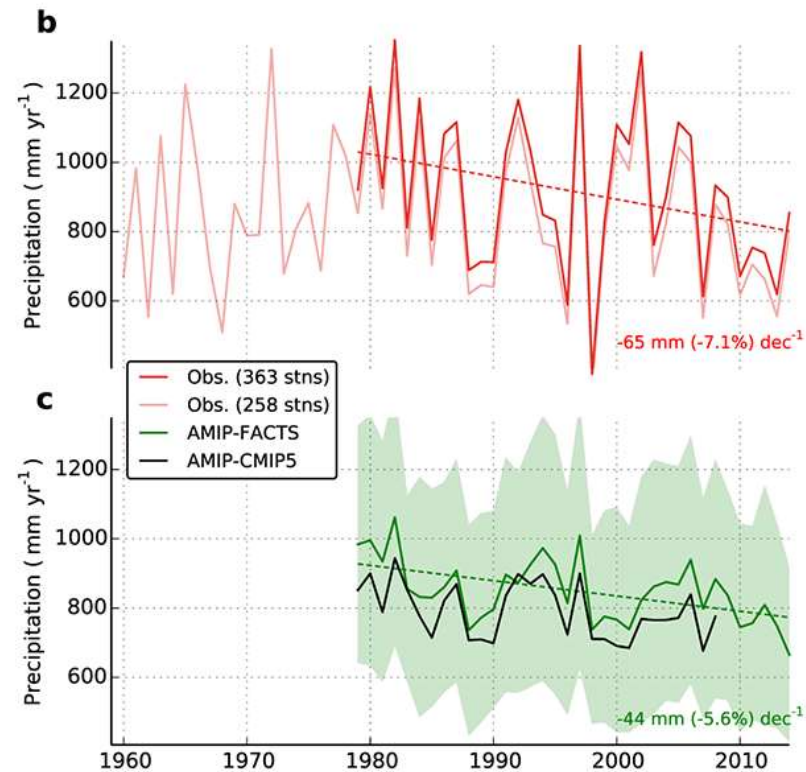 b
Precipitation ( mm yr-1)
1200
1000
800
600
-65 mm (-7.1%) dec-1
Obs. (363 stns)
Obs. (258 stns)
AMIP-FACTS
AMIP-CMIP5
c
Precipitation ( mm yr-1)
1200
1000
800
600
-44 mm (-5.6%) dec-1
1960
1970
1980
1990
2000
2010